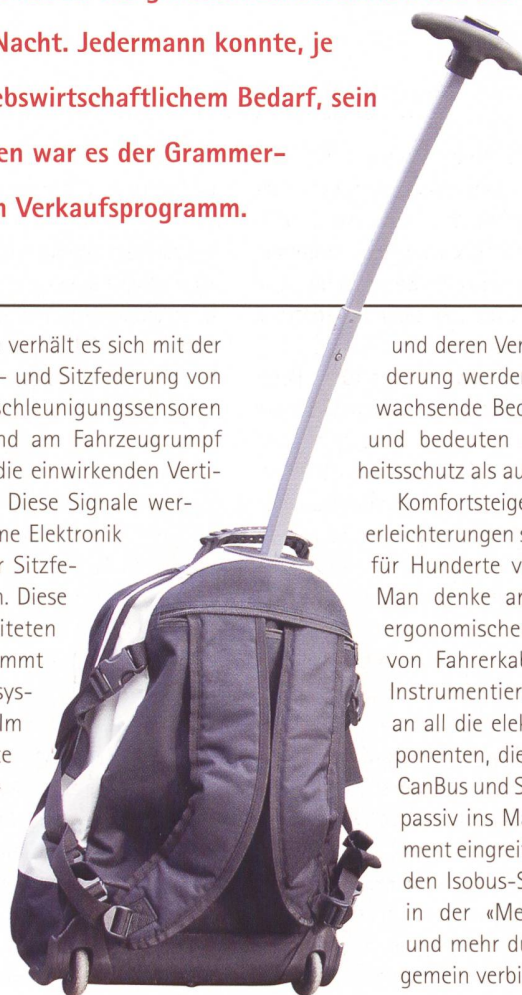 Nacht. Jedermann konnte, je
ebswirtschaftlichem Bedarf, sein
en war es der Grammer-
n Verkaufsprogramm.
verhält es sich mit der
- und Sitzfederung von
schleunigungssensoren
nd am Fahrzeugrumpf
die einwirkenden Verti-
Diese Signale wer-
me Elektronik
r Sitzfe-
n. Diese
iteten
mmt
sys-
Im
te
und deren Ver
derung werde
wachsende Bed
und bedeuten
heitsschutz als au
Komfortsteige
erleichterungen s
für Hunderte v
Man denke an
ergonomische
von Fahrerkab
Instrumentier
an all die elek
ponenten, die
CanBus und S
passiv ins Ma
ment eingreif
den Isobus-S
in der «Me
und mehr du
gemein verbi